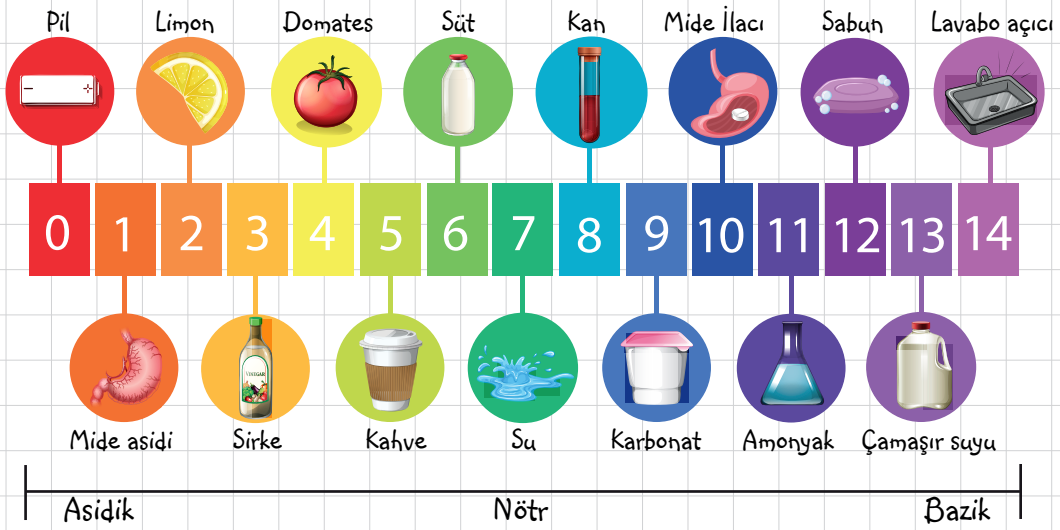 Pil Limon Domates Süt Kan Mide İlacı Sabun Lavabo açıcı
0 1 2 3 4 5 6 7 8 9 10 11 12 13 14
VINEGAR
Mide asidi Sirke Kahve Su Karbonat Amonyak Çamaşır suyu
Asidik Nötr Bazik